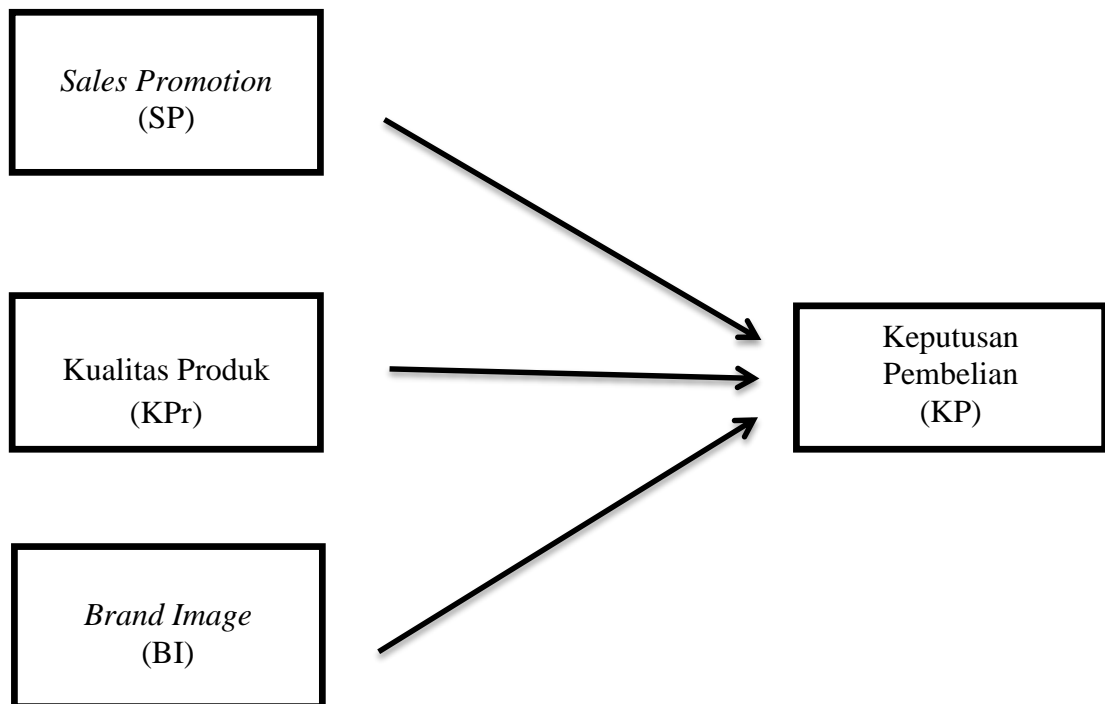 Sales Promotion
(SP)
Kualitas Produk
(KPr)
Brand Image
(BI)
Keputusan
Pembelian
(KP)